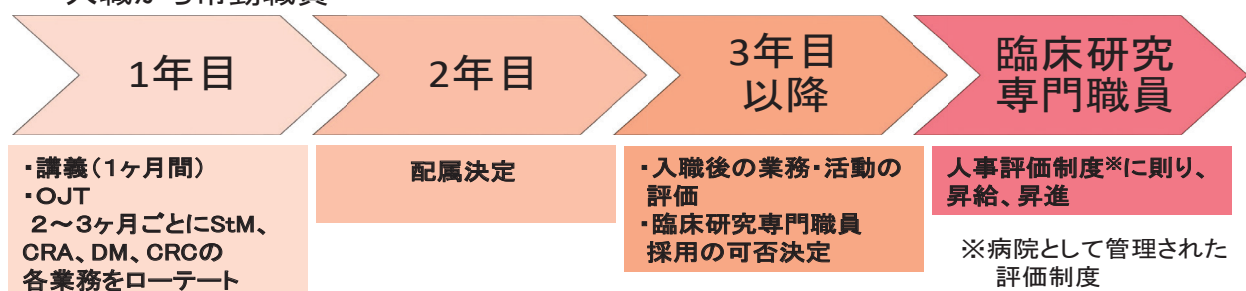 1年目
2年目
3年目
以降
臨床研究
専門職員
・講義(1ヶ月間)
・OJT
2～3ヶ月ごとにStM、
CRA、DM、CRCの
各業務をローテート
配属決定
・入職後の業務・活動の
評価
・臨床研究専門職員
採用の可否決定
人事評価制度※に則り、
昇給、昇進
※病院として管理された
評価制度